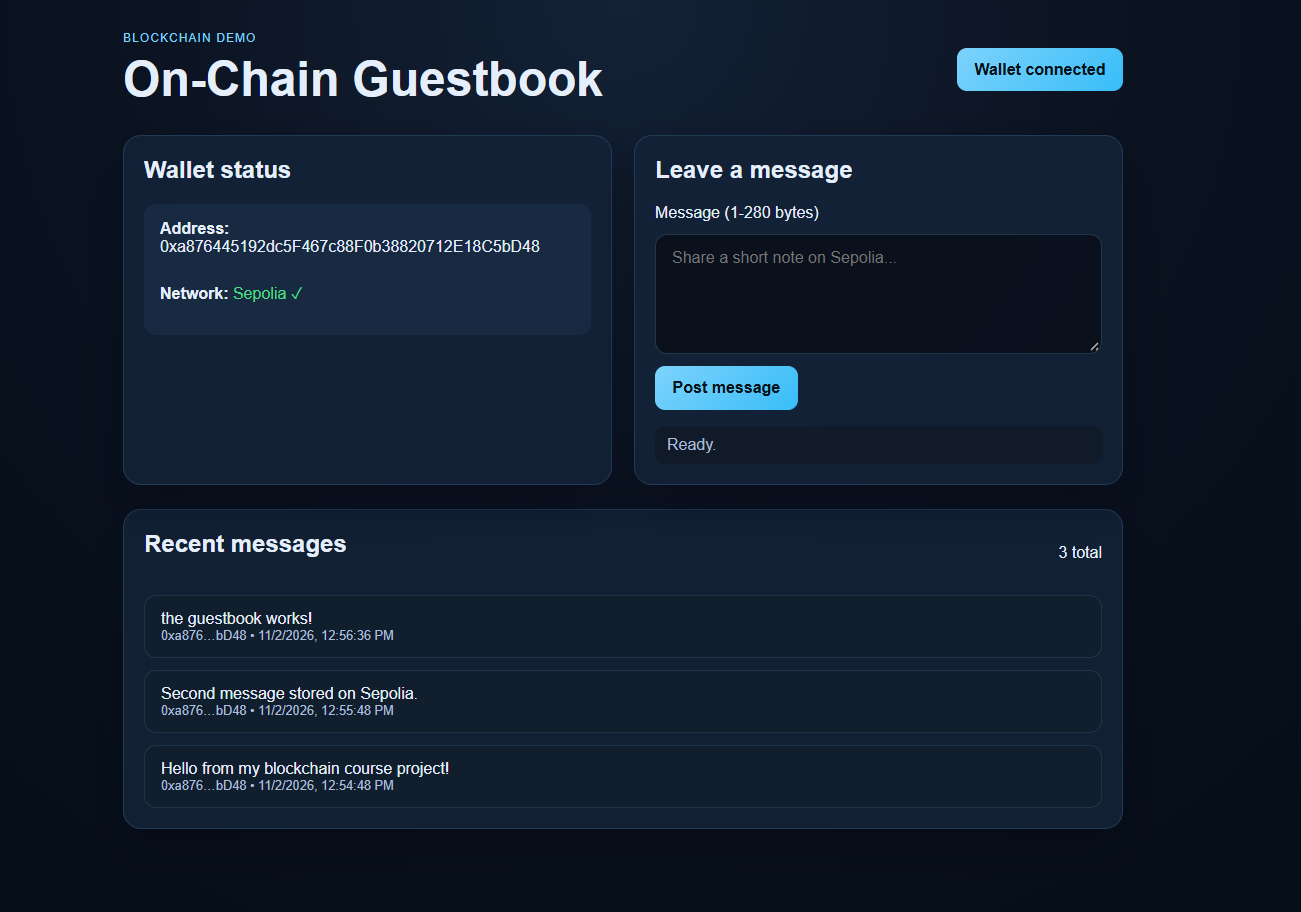 BLOCKCHAIN DEMO
On-Chain Guestbook
Wallet connected
Wallet status
Address:
0xa876445192dc5F467c88F0b38820712E18C5bD48
Network: Sepolia ✓
Leave a message
Message (1-280 bytes)
Share a short note on Sepolia...
Post message
Ready.
Recent messages
3 total
the guestbook works!
0xa876...bD48 • 11/2/2026, 12:56:36 PM
Second message stored on Sepolia.
0xa876...bD48 • 11/2/2026, 12:55:48 PM
Hello from my blockchain course project!
0xa876...bD48 • 11/2/2026, 12:54:48 PM